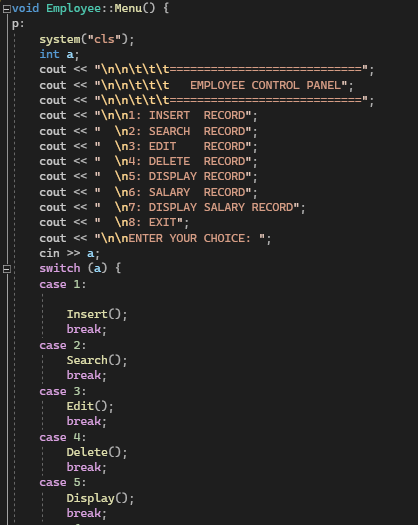 void Employee::Menu() {
p:
    system("cls");
    int a;
    cout << "\n\n\t\t\t============================";
    cout << "\n\n\t\t\t   EMPLOYEE CONTROL PANEL";
    cout << "\n\n\t\t\t============================";
    cout << "\n\n1: INSERT  RECORD";
    cout << "  \n2: SEARCH  RECORD";
    cout << "  \n3: EDIT    RECORD";
    cout << "  \n4: DELETE  RECORD";
    cout << "  \n5: DISPLAY RECORD";
    cout << "  \n6: SALARY  RECORD";
    cout << "  \n7: DISPLAY SALARY RECORD";
    cout << "  \n8: EXIT";
    cout << "\n\nENTER YOUR CHOICE: ";
    cin >> a;
    switch (a) {
    case 1:
        Insert();
        break;
    case 2:
        Search();
        break;
    case 3:
        Edit();
        break;
    case 4:
        Delete();
        break;
    case 5:
        Display();
        break;